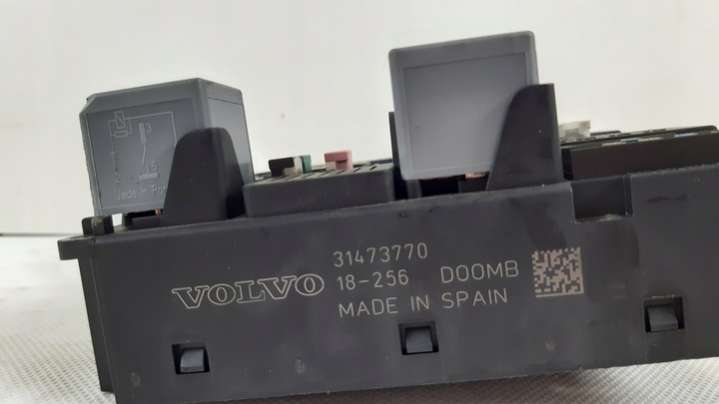 31473770
VOLVO 18-256 D00MB
MADE IN SPAIN